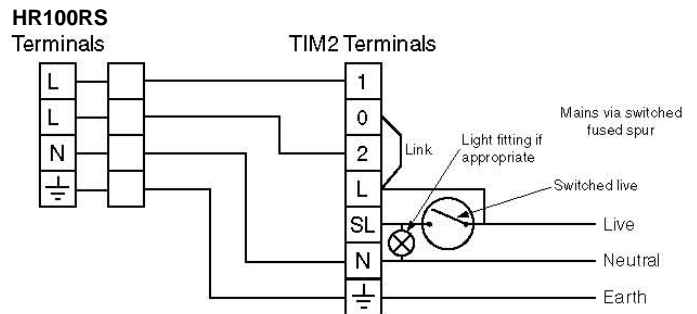 HR100RS
Terminals
TIM2 Terminals
L
L
N
1
0
2
L
SL
N
Link
Light fitting if
appropriate
Mains via switched
fused spur
Switched live
Live
Neutral
Earth